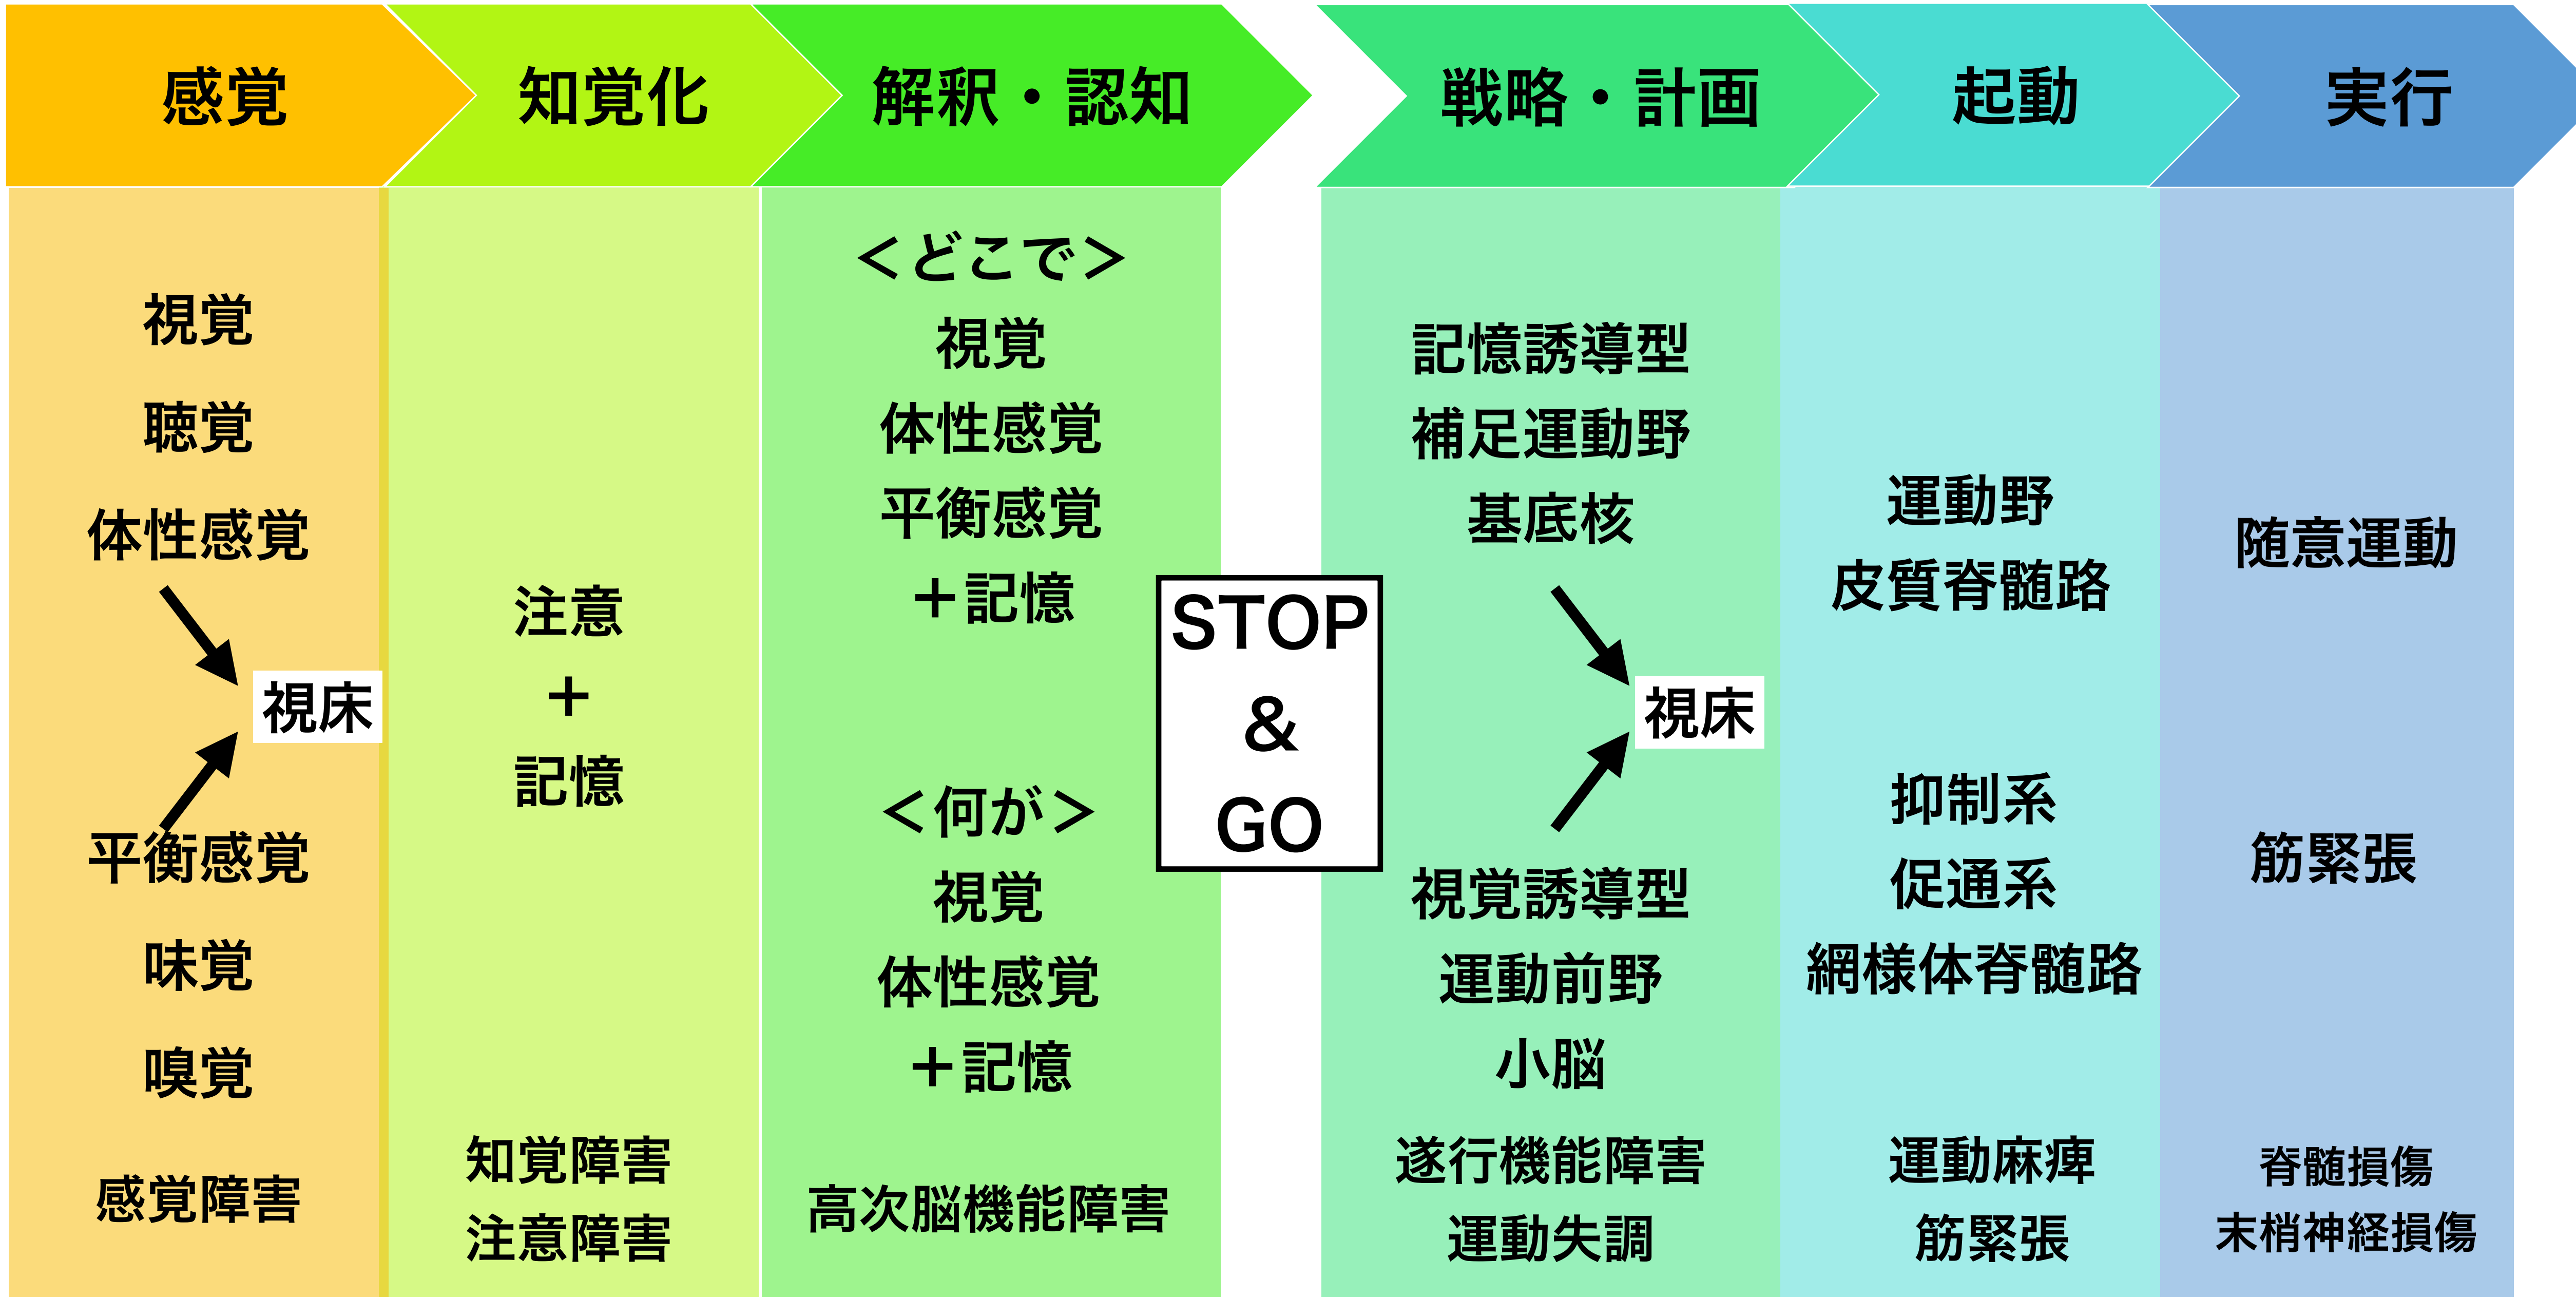 感覚
知覚化
解釈・認知
戦略・計画
起動
実行
視覚
聴覚
体性感覚
視床
平衡感覚
味覚
嗅覚
感覚障害
注意
＋
記憶
知覚障害
注意障害
＜どこで＞
視覚
体性感覚
平衡感覚
＋記憶
＜何が＞
視覚
体性感覚
＋記憶
高次脳機能障害
STOP
&
GO
記憶誘導型
補足運動野
基底核
視床
視覚誘導型
運動前野
小脳
遂行機能障害
運動失調
運動野
皮質脊髄路
抑制系
促通系
網様体脊髄路
運動麻痺
筋緊張
随意運動
筋緊張
脊髄損傷
末梢神経損傷